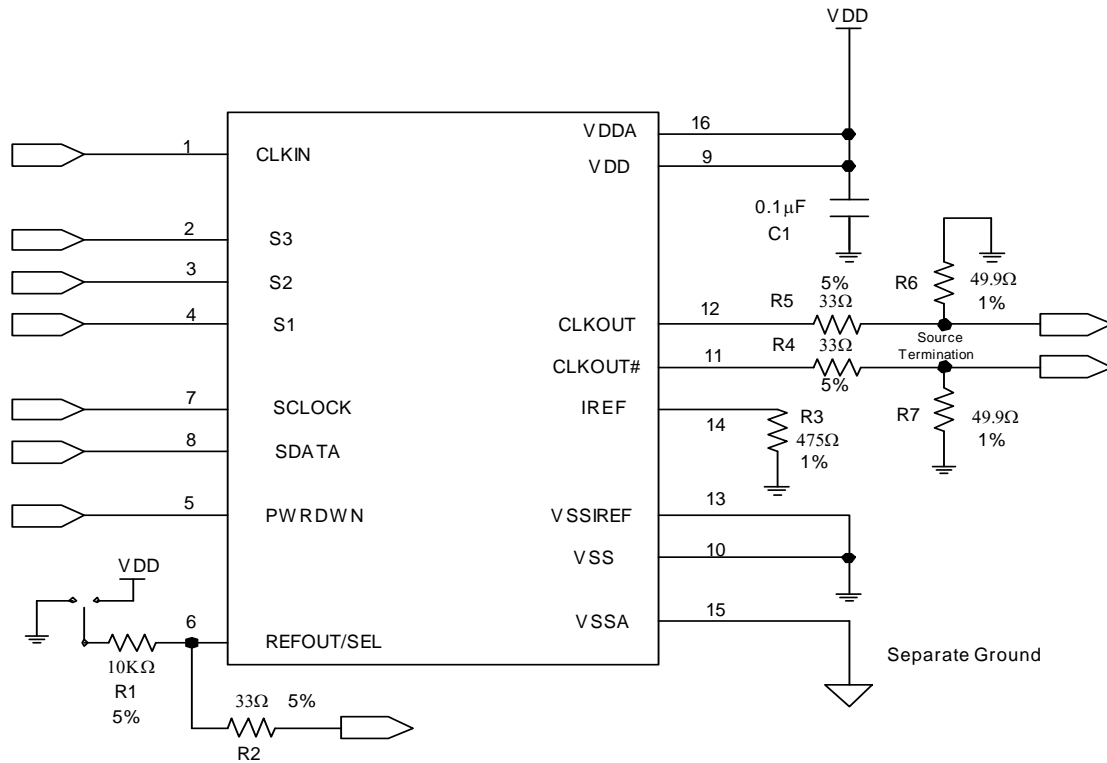 VDD
VDDA 16
1 CLKIN
VDD 9
0.1µF
C1
2 S3
3 S2
4 S1
R6 49.9Ω
1%
5%
R5 33Ω
CLKOUT 12
Source
Termination
R4 33Ω
CLKOUT# 11
5%
7 SCLOCK
IREF 14
R3
475Ω
1%
R7 49.9Ω
1%
8 SDATA
5 PWRDWN
VSSIREF 13
VSS 10
VDD
VSSA 15
6 REFOUT/SEL
Separate Ground
10KΩ
R1
5%
33Ω 5%
R2